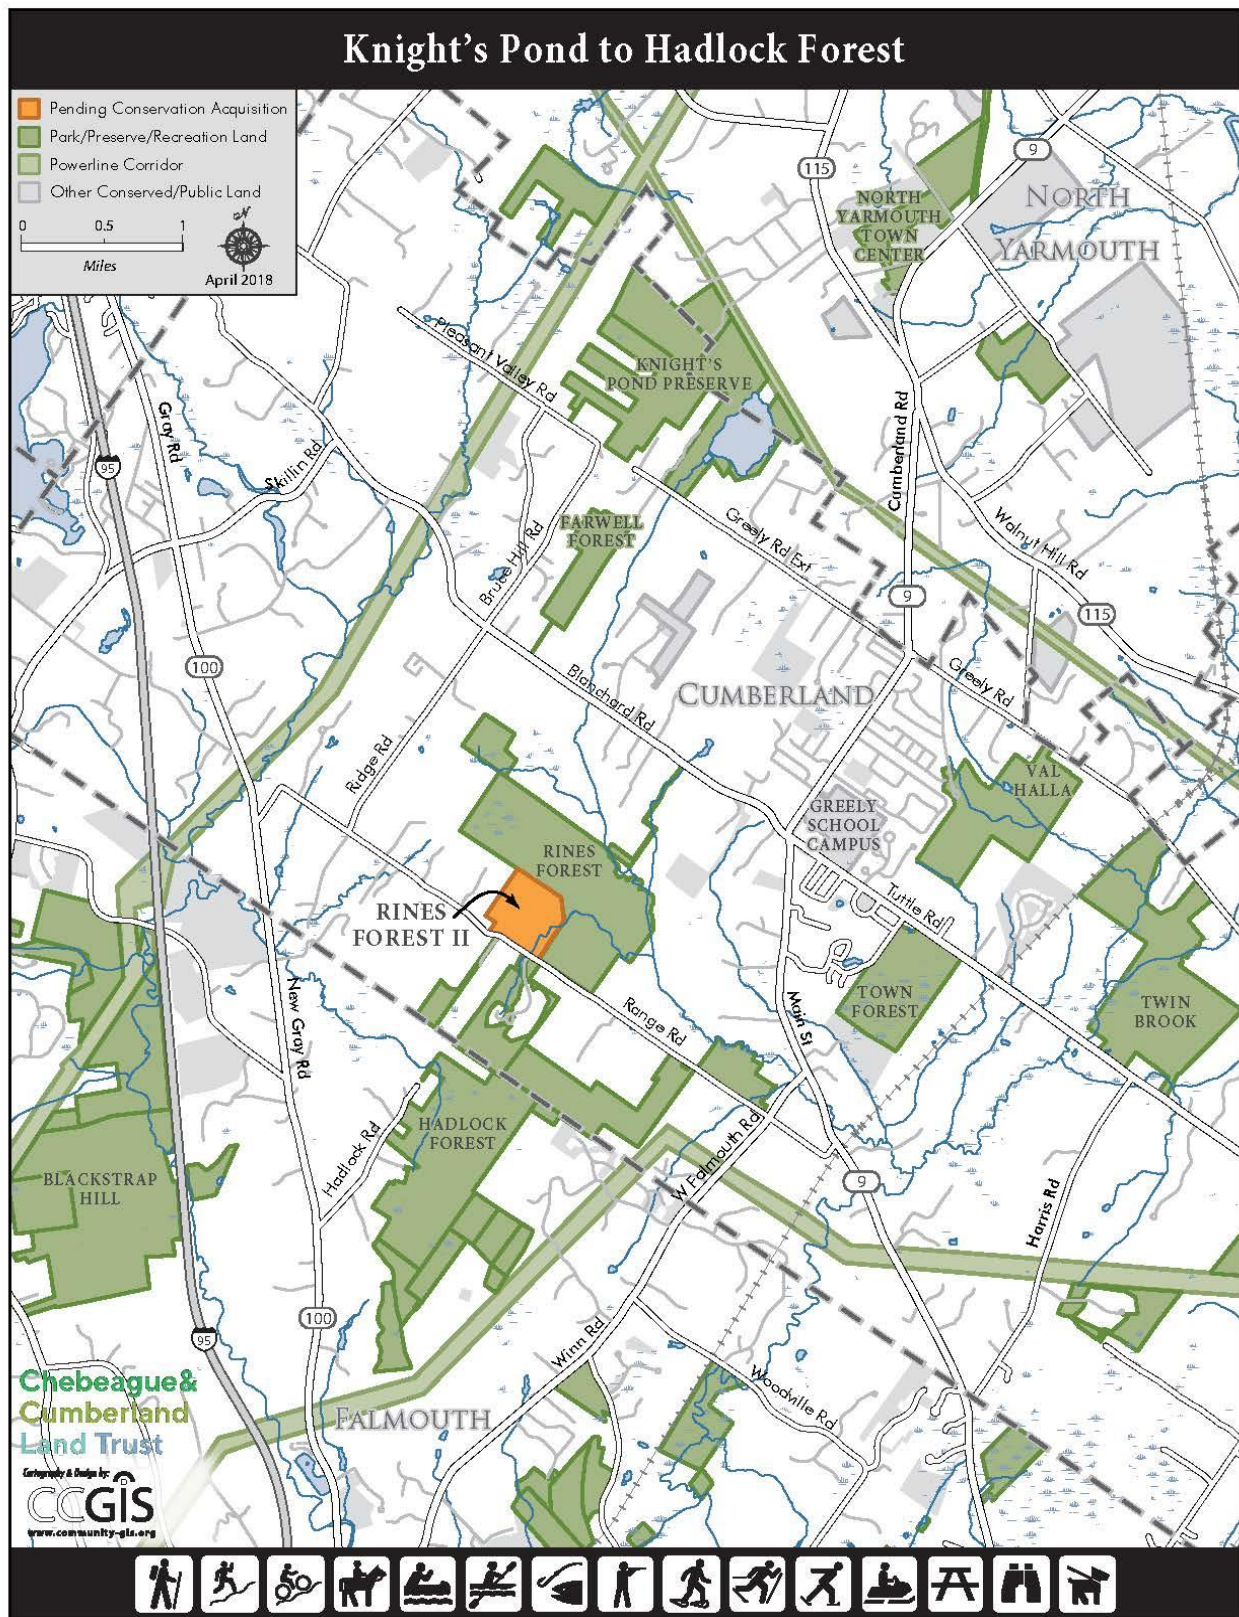 Knight's Pond to Hadlock Forest
Pending Conservation Acquisition
Park/Preserve/Recreation Land
Powerline Corridor
Other Conserved/Public Land
0 0.5 1
Miles
N
April 2018
115
9
NORTH
YARMOUTH
TOWN
CENTER
NORTH
YARMOUTH
Pleasant Valley Rd
KNIGHT'S
POND PRESERVE
Gray Rd
95
Skillin Rd
Cumberland Rd
FARWELL
FOREST
Greely Rd Ext
Walnut Hill Rd
Bruce Hill Rd
9
115
100
Blanchard Rd
CUMBERLAND
Greely Rd
Ridge Rd
VAL
HALLA
GREELY
SCHOOL
CAMPUS
RINES
FOREST
RINES
FOREST II
Tuttle Rd
New Gray Rd
Range Rd
Main St
TOWN
FOREST
TWIN
BROOK
Hadlock Rd
HADLOCK
FOREST
BLACKSTRAP
HILL
W Falmouth Rd
9
Harris Rd
100
95
Winn Rd
Woodville Rd
FALMOUTH
Chebeague&
Cumberland
Land Trust
Cartography & Design by:
CCGIS
www.community-gis.org